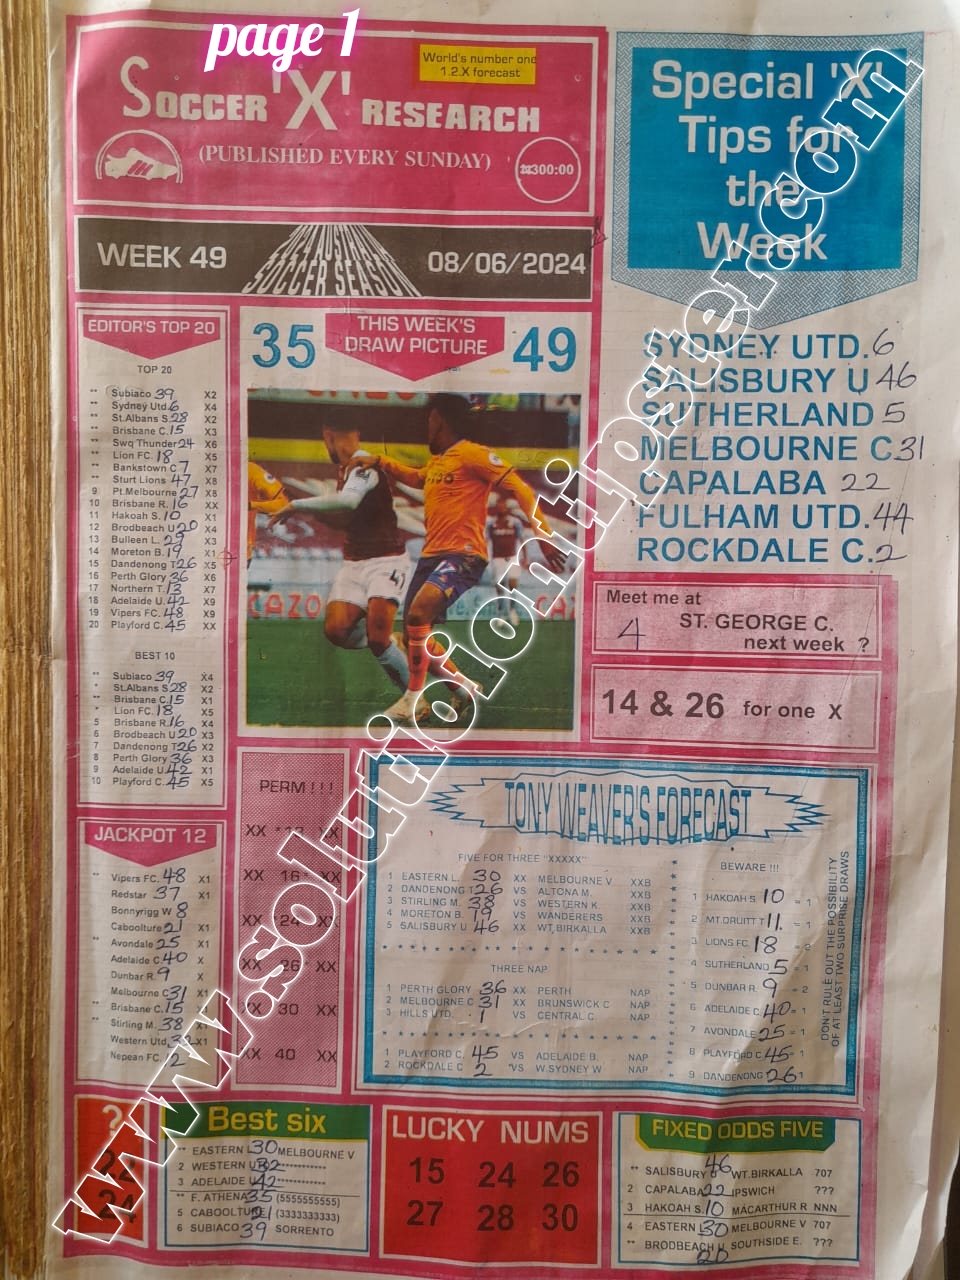 page 1
World's number one
1.2.X forecast
SOCCER 'X' RESEARCH
(PUBLISHED EVERY SUNDAY)
₦300:00
WEEK 49
SOCCER SEASON
08/06/2024
Special 'X'
Tips for
the
Week
SYDNEY UTD. 6
SALISBURY U 46
SUTHERLAND 5
MELBOURNE C 31
CAPALABA 22
FULHAM UTD. 44
ROCKDALE C. 2
Meet me at
4 ST. GEORGE C.
next week ?
14 & 26 for one X
EDITOR'S TOP 20
TOP 20
** Subiaco 39 X2
** Sydney Utd. 6 X4
** St.Albans S. 28 X2
** Brisbane C. 15 X3
** Swq Thunder 24 X6
** Lion FC. 18 X5
** Bankstown C 7 X7
** Sturt Lions 47 X8
9 Pt.Melbourne 27 X8
10 Brisbane R. 16 XX
11 Hakoah S. 10 X1
12 Brodbeach U 20 X4
13 Bulleen L. 29 X3
14 Moreton B. 19 X1
15 Dandenong T 26 X5
16 Perth Glory 36 X6
17 Northern T. 13 X7
18 Adelaide U. 42 X9
19 Vipers FC. 48 X9
20 Playford C. 45 XX
BEST 10
** Subiaco 39 X4
* St.Albans S 28 X2
** Brisbane C. 15 X1
* Lion FC. 18 X5
5 Brisbane R. 16 X4
6 Brodbeach U 20 X3
7 Dandenong T 26 X2
8 Perth Glory 36 X3
9 Adelaide U. 42 X1
10 Playford C. 45 X5
35
THIS WEEK'S
DRAW PICTURE
49
CAZOO
JACKPOT 12
** Vipers FC. 48 X1
Redstar 37 X1
Bonnyrigg W 8
Caboolture 21 X1
** Avondale 25 X1
Adelaide C. 40 X
Dunbar R. 9
Melbourne C 31 X1
** Brisbane C. 15 X1
** Stirling M. 38 X1
Western Utd. 32 X1
Nepean FC. 12
PERM ! ! !
XX XX
XX 16 XX
XX 24 XX
XX 26 XX
XX 30 XX
XX 40 XX
TONY WEAVER'S FORECAST
FIVE FOR THREE "XXXXX"
1 EASTERN L. 30 XX MELBOURNE V XXB
2 DANDENONG T 26 VS ALTONA M. XXB
3 STIRLING M. 38 VS WESTERN K. XXB
4 MORETON B. 19 VS WANDERERS XXB
5 SALISBURY U 46 XX WT.BIRKALLA XXB
THREE NAP
1 PERTH GLORY 36 XX PERTH NAP
2 MELBOURNE C 31 XX BRUNSWICK C NAP
3 HILLS UTD. 1 VS CENTRAL C. NAP
1 PLAYFORD C. 45 VS ADELAIDE B. NAP
2 ROCKDALE C 2 VS W.SYDNEY W NAP
BEWARE !!!
1 HAKOAH S 10 = 1
2 MT.DRUITT T 11. = 1
3 LIONS FC. 18 = 2
4 SUTHERLAND 5 = 1
5 DUNBAR R. 9 = 2
6 ADELAIDE C. 40 = 1
7 AVONDALE 25 = 1
8 PLAYFORD C 45 = 1
9 DANDENONG 26 1
DON'T RULE OUT THE POSSIBILITY
OF AT LEAST TWO SURPRISE DRAWS
?
24
Best six
** EASTERN L 30 MELBOURNE V
2 WESTERN U 32 ------------
3 ADELAIDE U 42 ------------
** F. ATHENA 35 (5555555555)
5 CABOOLTURE 21 (3333333333)
6 SUBIACO 39 SORRENTO
LUCKY NUMS
15 24 26
27 28 30
FIXED ODDS FIVE
** SALISBURY U 46 WT.BIRKALLA 707
2 CAPALABA 22 IPSWICH ???
3 HAKOAH S. 10 MACARTHUR R NNN
4 EASTERN L 30 MELBOURNE V 707
** BRODBEACH U 20 SOUTHSIDE E. ???
www.solutiontipster.com